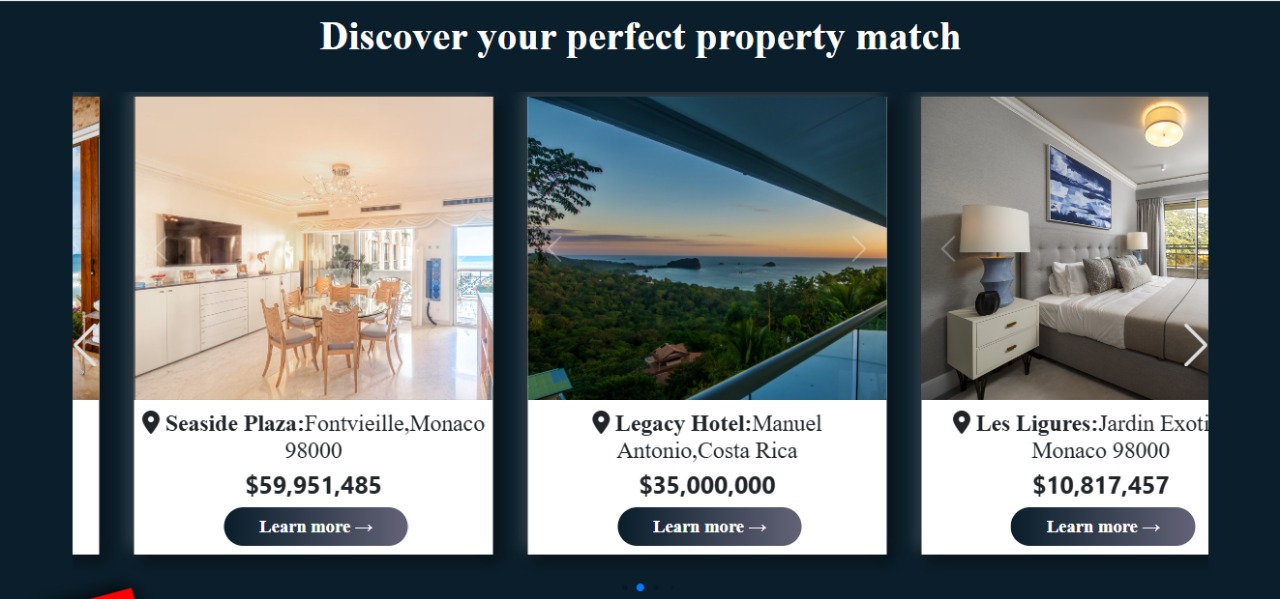 Discover your perfect property match
Seaside Plaza:Fontvieille,Monaco
98000
$59,951,485
Learn more →
Legacy Hotel:Manuel
Antonio,Costa Rica
$35,000,000
Learn more →
Les Ligures:Jardin Exoti
Monaco 98000
$10,817,457
Learn more →